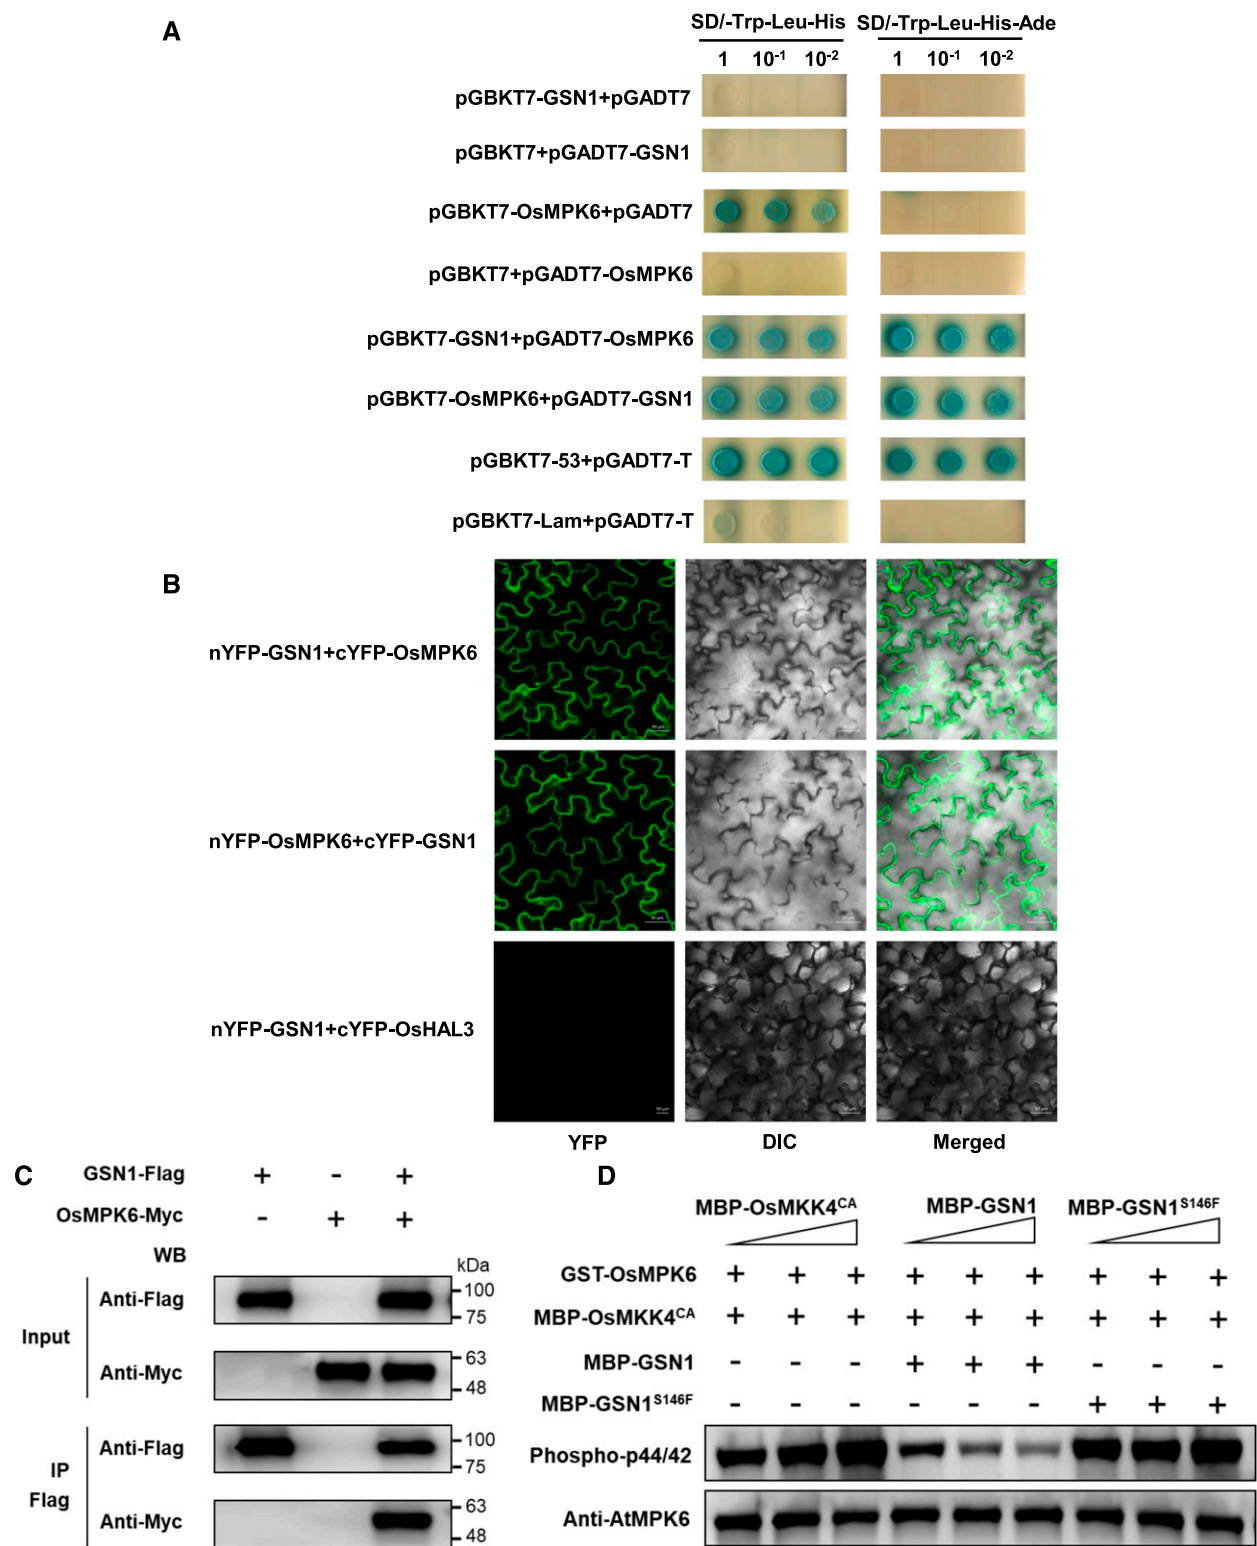 A
SD/-Trp-Leu-His SD/-Trp-Leu-His-Ade
1 10-1 10-2 1 10-1 10-2
pGBKT7-GSN1+pGADT7
pGBKT7+pGADT7-GSN1
pGBKT7-OsMPK6+pGADT7
pGBKT7+pGADT7-OsMPK6
pGBKT7-GSN1+pGADT7-OsMPK6
pGBKT7-OsMPK6+pGADT7-GSN1
pGBKT7-53+pGADT7-T
pGBKT7-Lam+pGADT7-T
B
nYFP-GSN1+cYFP-OsMPK6
nYFP-OsMPK6+cYFP-GSN1
nYFP-GSN1+cYFP-OsHAL3
YFP DIC Merged
C
GSN1-Flag + - +
OsMPK6-Myc - + +
WB
kDa
Input
Anti-Flag
100
75
Anti-Myc
63
48
IP
Flag
Anti-Flag
100
75
Anti-Myc
63
48
D
MBP-OsMKK4CA MBP-GSN1 MBP-GSN1S146F
GST-OsMPK6 + + + + + + + + +
MBP-OsMKK4CA + + + + + + + + +
MBP-GSN1 - - - + + + - - -
MBP-GSN1S146F - - - - - - + + +
Phospho-p44/42
Anti-AtMPK6